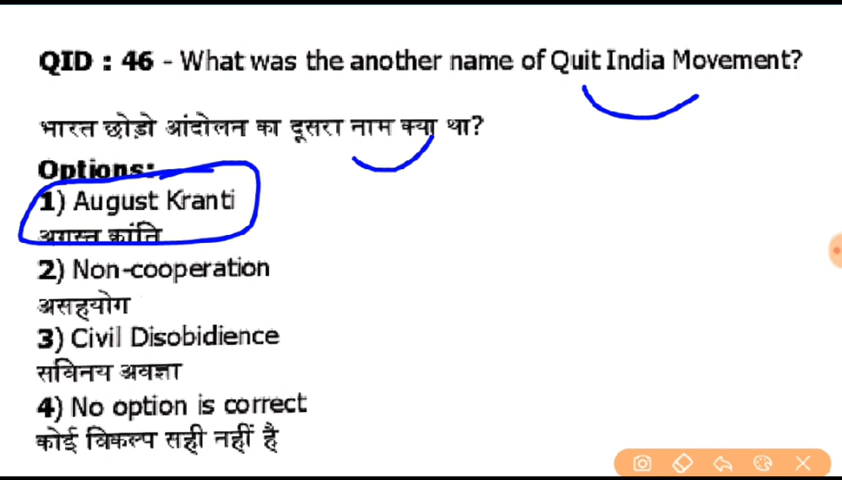 QID : 46 - What was the another name of Quit India Movement?
भारत छोड़ो आंदोलन का दूसरा नाम क्या था?
Options:
1) August Kranti
अगस्त क्रांति
2) Non-cooperation
असहयोग
3) Civil Disobidience
सविनय अवज्ञा
4) No option is correct
कोई विकल्प सही नहीं है